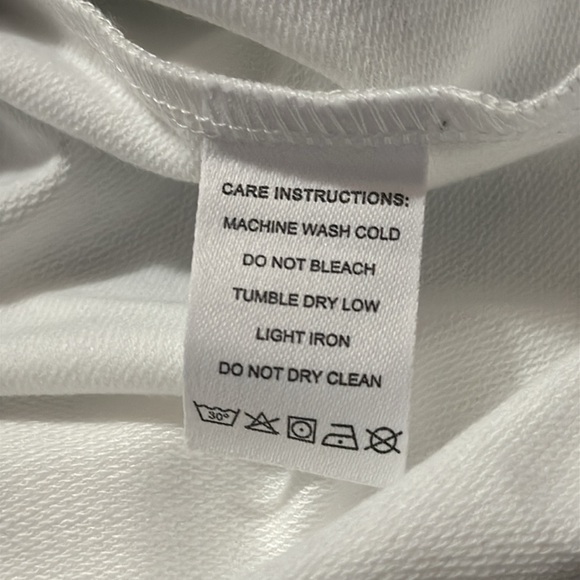 CARE INSTRUCTIONS:
MACHINE WASH COLD
DO NOT BLEACH
TUMBLE DRY LOW
LIGHT IRON
DO NOT DRY CLEAN
30°